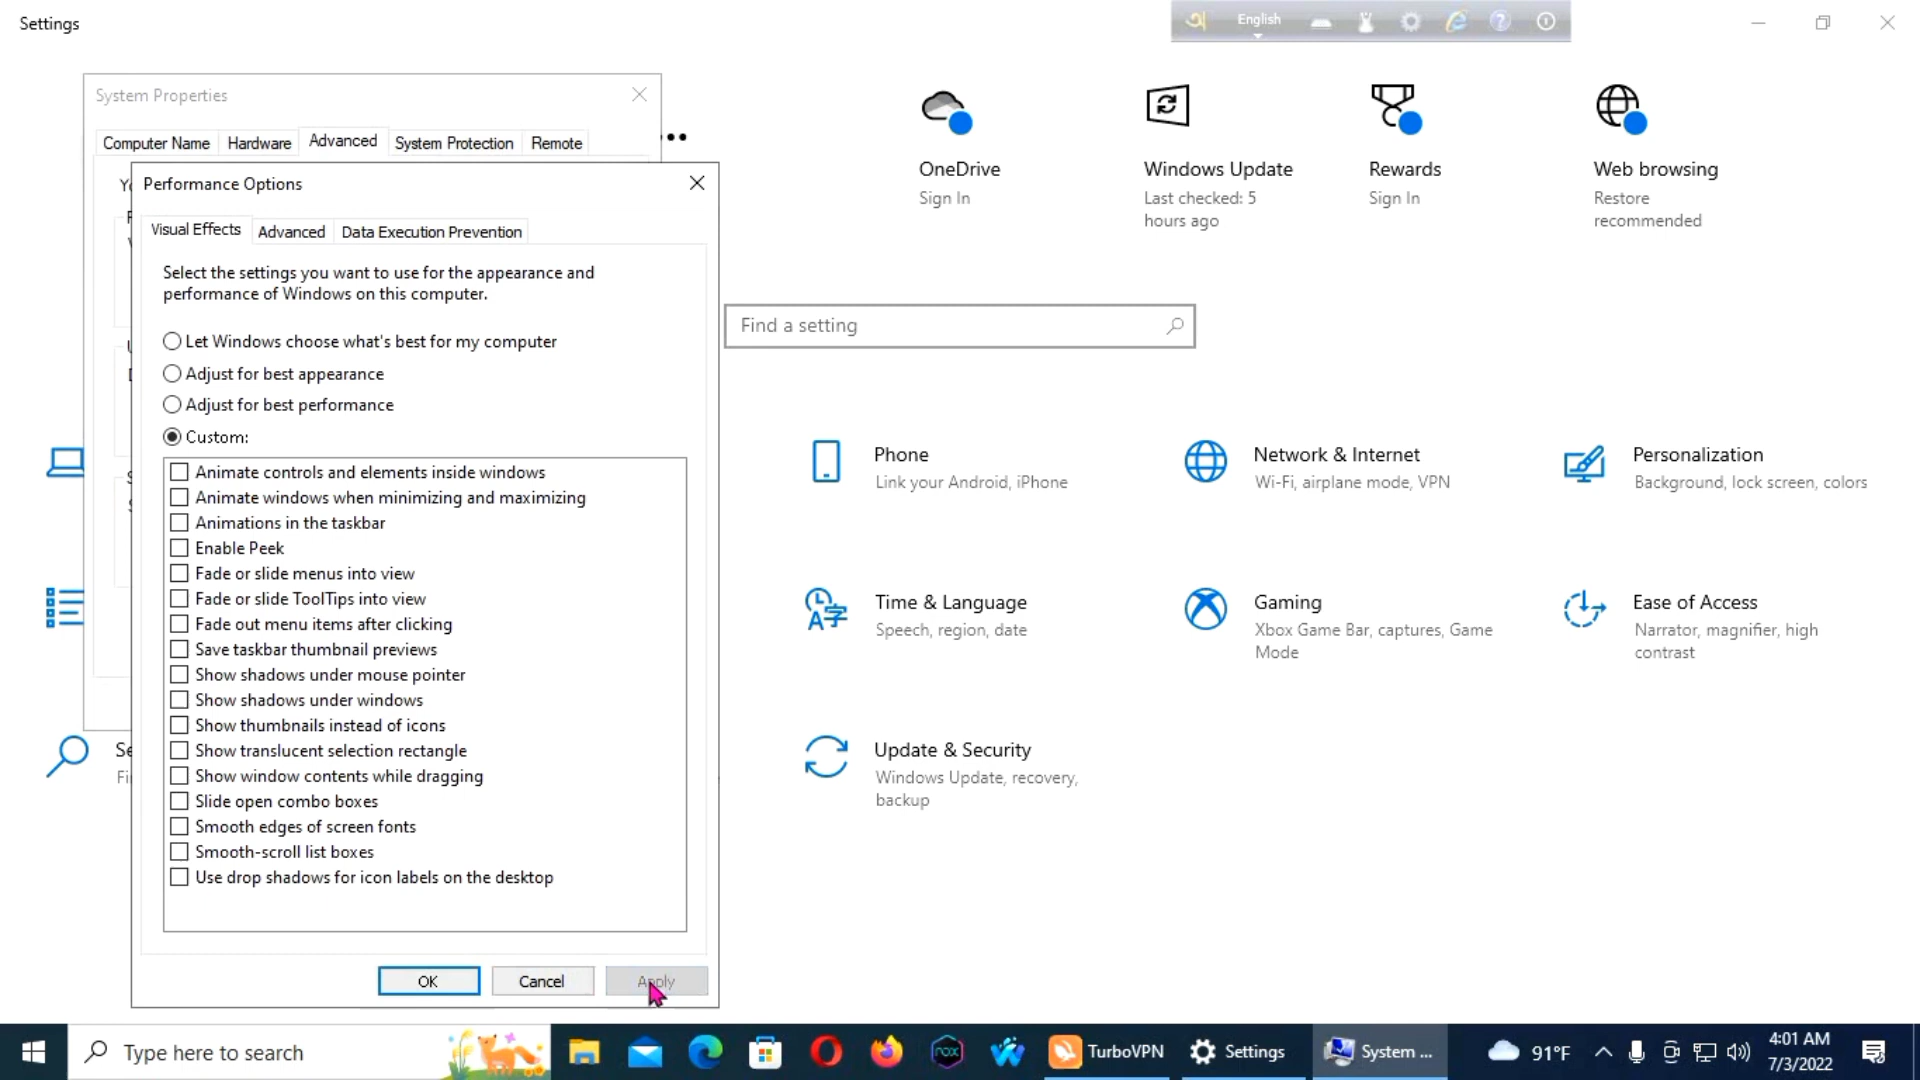 Settings
English
System Properties
Computer Name
Hardware
Advanced
System Protection
Remote
OneDrive
Sign In
Windows Update
Last checked: 5
hours ago
Rewards
Sign In
Web browsing
Restore
recommended
Performance Options
Visual Effects
Advanced
Data Execution Prevention
Select the settings you want to use for the appearance and
performance of Windows on this computer.
Let Windows choose what's best for my computer
Adjust for best appearance
Adjust for best performance
Custom:
Animate controls and elements inside windows
Animate windows when minimizing and maximizing
Animations in the taskbar
Enable Peek
Fade or slide menus into view
Fade or slide ToolTips into view
Fade out menu items after clicking
Save taskbar thumbnail previews
Show shadows under mouse pointer
Show shadows under windows
Show thumbnails instead of icons
Show translucent selection rectangle
Show window contents while dragging
Slide open combo boxes
Smooth edges of screen fonts
Smooth-scroll list boxes
Use drop shadows for icon labels on the desktop
OK
Cancel
Apply
Find a setting
Phone
Link your Android, iPhone
Network & Internet
Wi-Fi, airplane mode, VPN
Personalization
Background, lock screen, colors
Time & Language
Speech, region, date
Gaming
Xbox Game Bar, captures, Game
Mode
Ease of Access
Narrator, magnifier, high
contrast
Update & Security
Windows Update, recovery,
backup
Type here to search
nox
TurboVPN
Settings
System ...
91°F
4:01 AM
7/3/2022